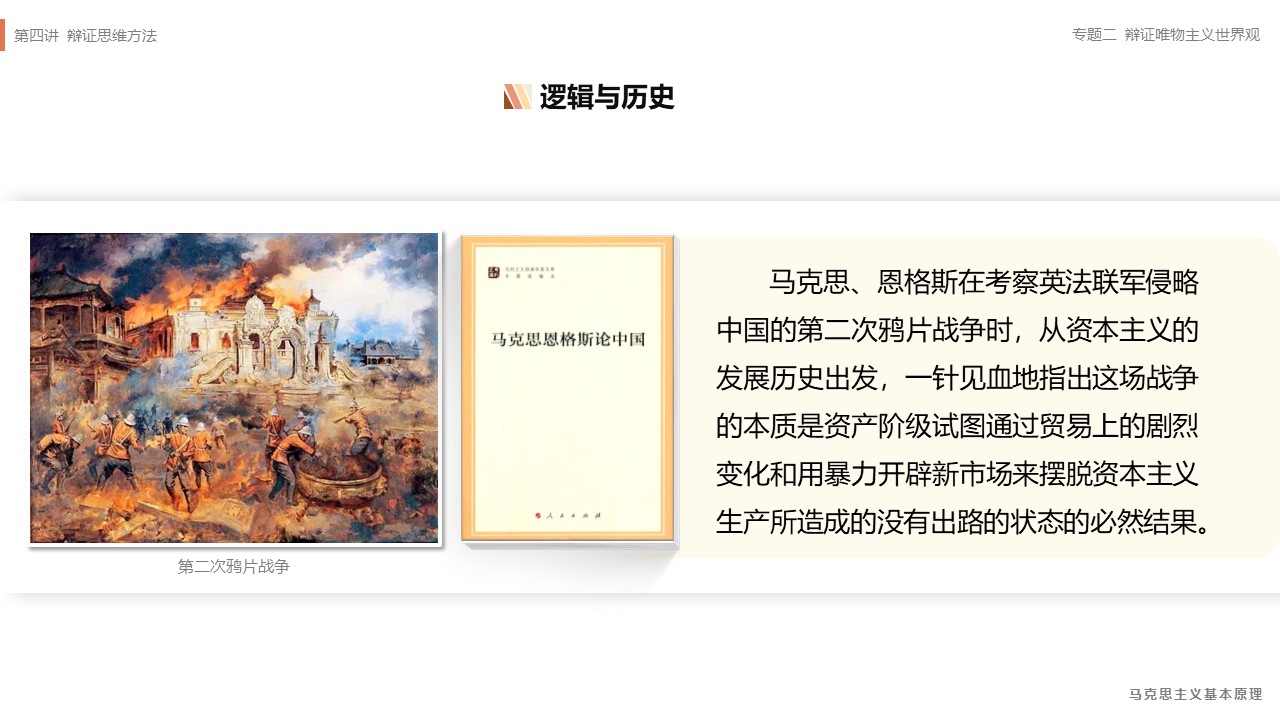 第四讲 辩证思维方法
专题二 辩证唯物主义世界观
逻辑与历史
马克思恩格斯论中国
人民出版社
马克思、恩格斯在考察英法联军侵略
中国的第二次鸦片战争时，从资本主义的
发展历史出发，一针见血地指出这场战争
的本质是资产阶级试图通过贸易上的剧烈
变化和用暴力开辟新市场来摆脱资本主义
生产所造成的没有出路的状态的必然结果。
第二次鸦片战争
马克思主义基本原理